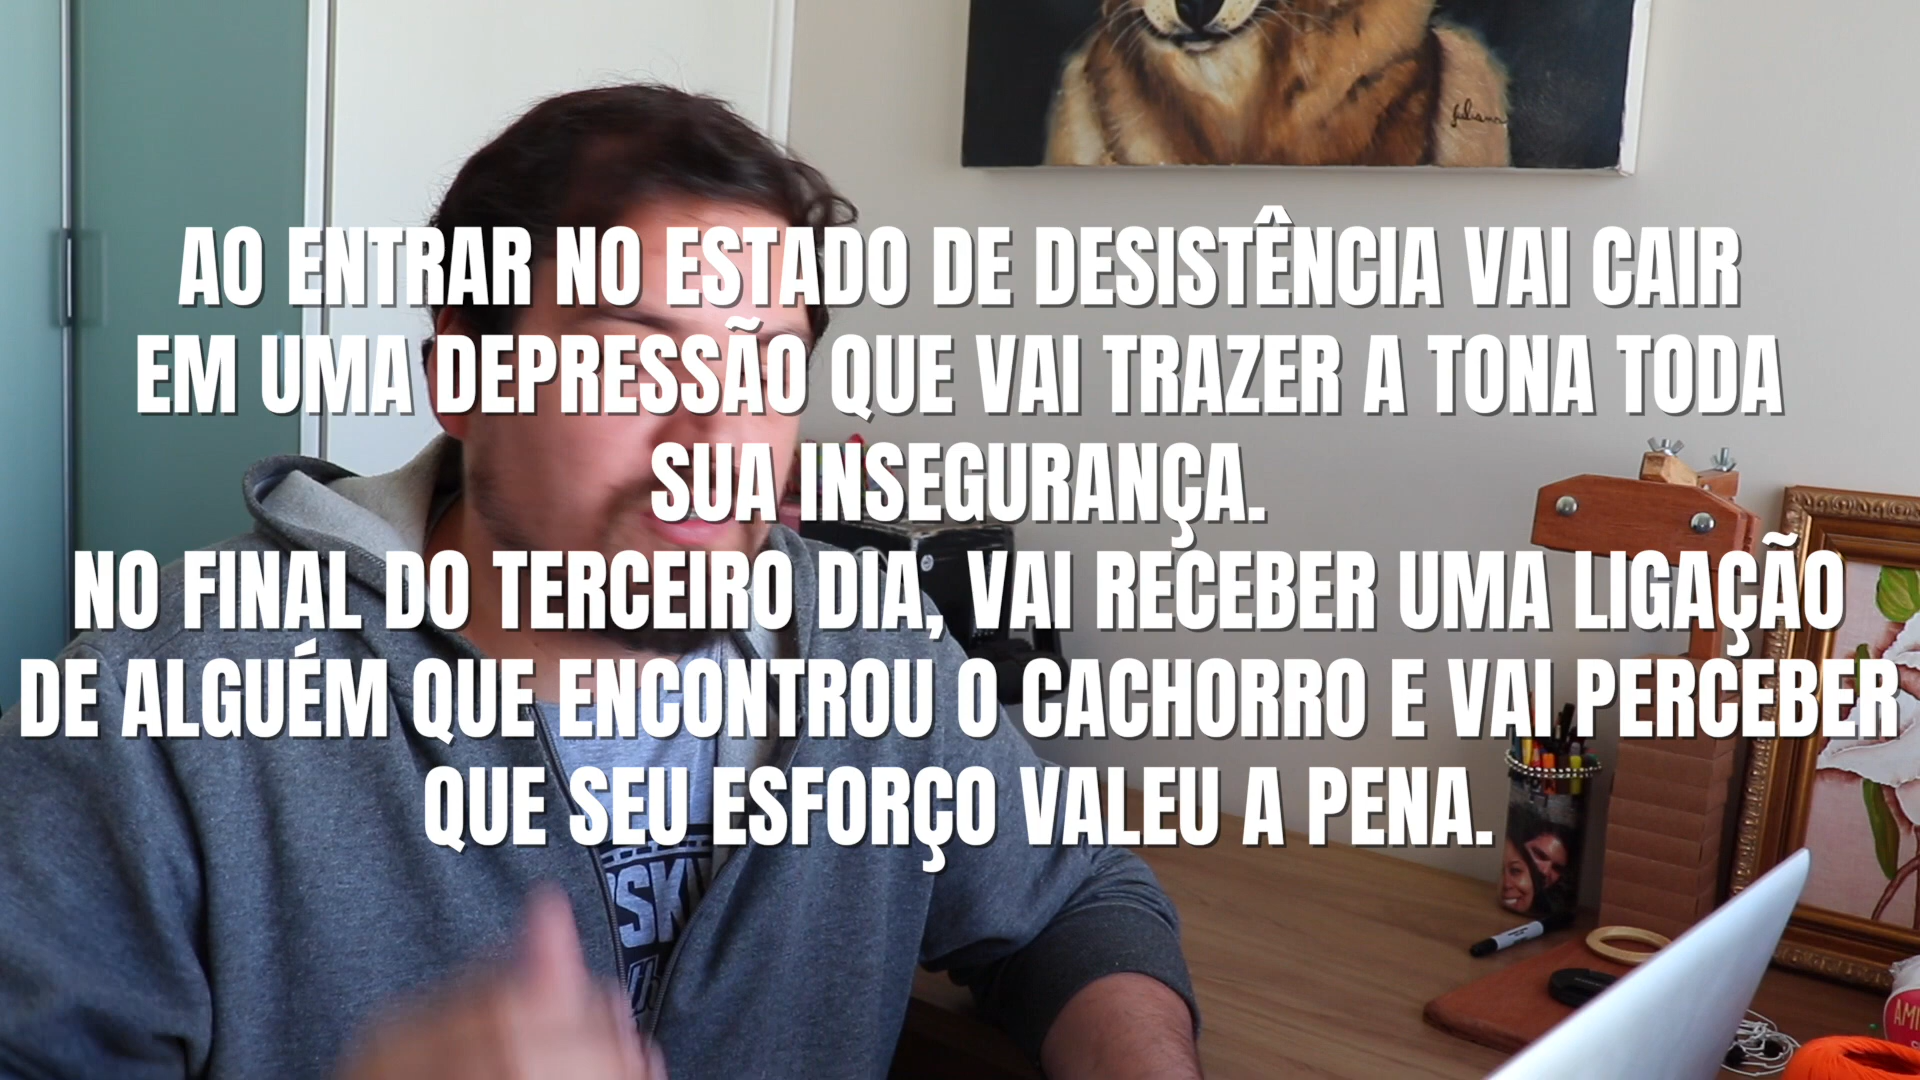 Juliana
AO ENTRAR NO ESTADO DE DESISTÊNCIA VAI CAIR
EM UMA DEPRESSÃO QUE VAI TRAZER A TONA TODA
SUA INSEGURANÇA.
NO FINAL DO TERCEIRO DIA, VAI RECEBER UMA LIGAÇÃO
DE ALGUÉM QUE ENCONTROU O CACHORRO E VAI PERCEBER
QUE SEU ESFORÇO VALEU A PENA.